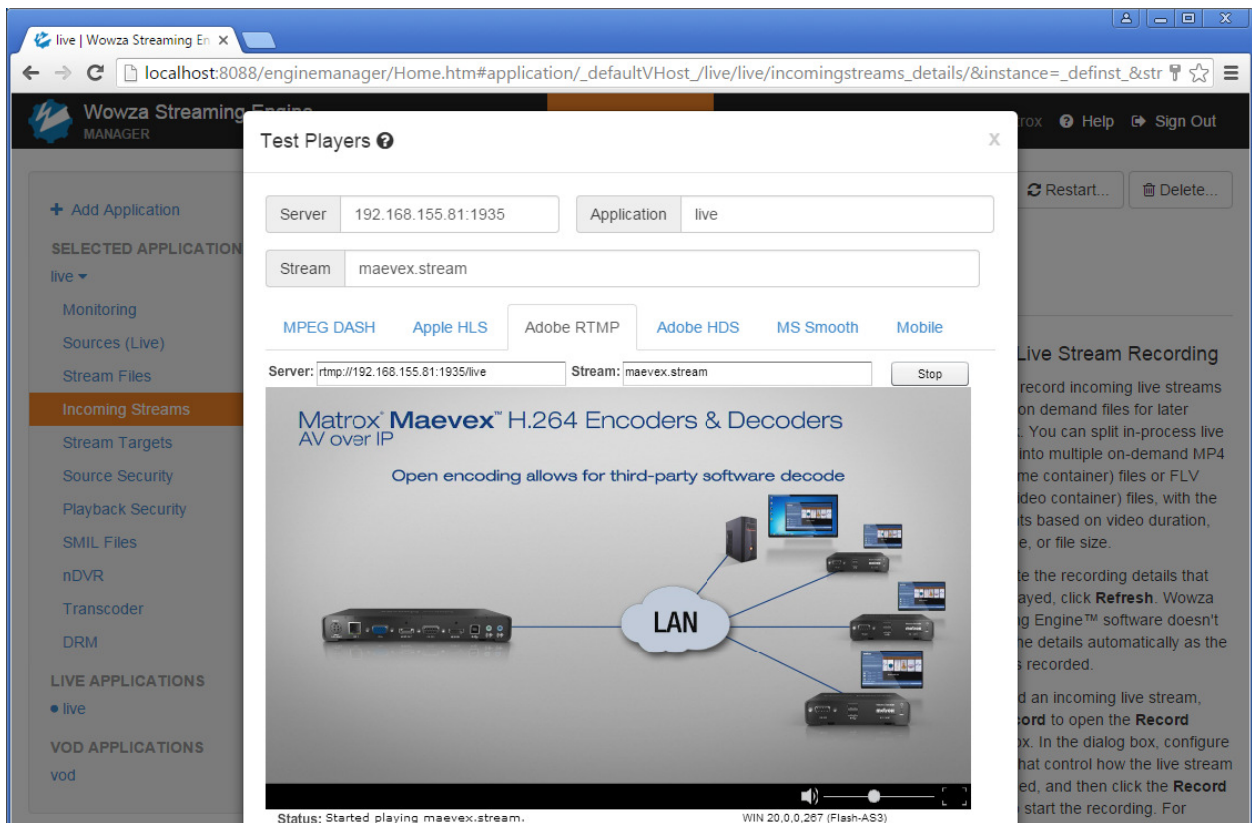 live | Wowza Streaming En
localhost:8088/enginemanager/Home.htm#application/_defaultVHost_/live/live/incomingstreams_details/&instance=_definst_&str
Wowza Streaming Engine
MANAGER
Help Sign Out
Restart... Delete...
+ Add Application
SELECTED APPLICATION
live
Monitoring
Sources (Live)
Stream Files
Incoming Streams
Stream Targets
Source Security
Playback Security
SMIL Files
nDVR
Transcoder
DRM
LIVE APPLICATIONS
live
VOD APPLICATIONS
vod
Test Players
X
Server 192.168.155.81:1935 Application live
Stream maevex.stream
MPEG DASH Apple HLS Adobe RTMP Adobe HDS MS Smooth Mobile
Server: rtmp://192.168.155.81:1935/live Stream: maevex.stream Stop
Matrox® Maevex™ H.264 Encoders & Decoders
AV over IP
Open encoding allows for third-party software decode
LAN
Status: Started playing maevex.stream. WIN 20,0,0,267 (Flash-AS3)
Live Stream Recording
record incoming live streams
on demand files for later
. You can split in-process live
into multiple on-demand MP4
me container) files or FLV
ideo container) files, with the
ts based on video duration,
e, or file size.
te the recording details that
ayed, click Refresh. Wowza
ng Engine™ software doesn't
he details automatically as the
s recorded.
d an incoming live stream,
cord to open the Record
ox. In the dialog box, configure
hat control how the live stream
ed, and then click the Record
start the recording. For